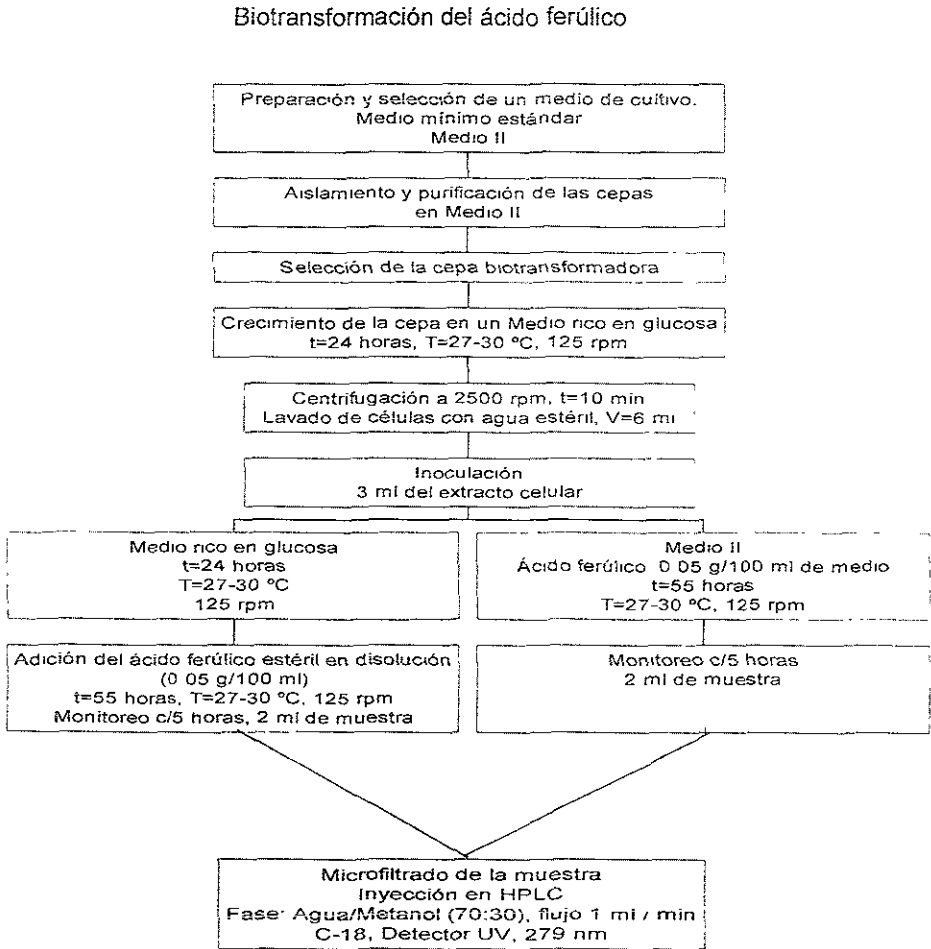 Biotransformación del ácido ferúlico
Preparación y selección de un medio de cultivo.
Medio mínimo estándar
Medio II
Aislamiento y purificación de las cepas
en Medio II
Selección de la cepa biotransformadora
Crecimiento de la cepa en un Medio rico en glucosa
t=24 horas, T=27-30 ºC, 125 rpm
Centrifugación a 2500 rpm, t=10 min
Lavado de células con agua estéril, V=6 ml
Inoculación
3 ml del extracto celular
Medio rico en glucosa
t=24 horas
T=27-30 ºC
125 rpm
Medio II
Ácido ferúlico 0 05 g/100 ml de medio
t=55 horas
T=27-30 ºC, 125 rpm
Adición del ácido ferúlico estéril en disolución
(0 05 g/100 ml)
t=55 horas, T=27-30 ºC, 125 rpm
Monitoreo c/5 horas, 2 ml de muestra
Monitoreo c/5 horas
2 ml de muestra
Microfiltrado de la muestra
Inyección en HPLC
Fase: Agua/Metanol (70:30), flujo 1 ml / min
C-18, Detector UV, 279 nm